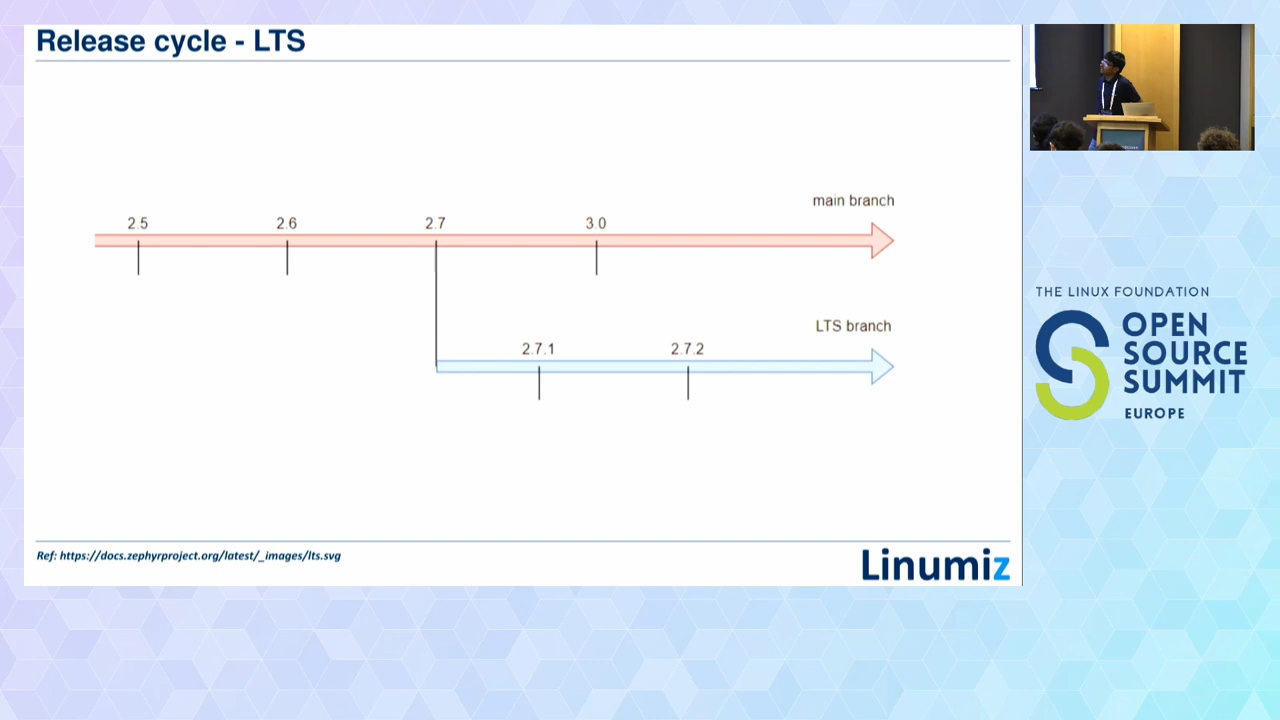 Release cycle - LTS
main branch
2.5
2.6
2.7
3.0
LTS branch
2.7.1
2.7.2
Ref: https://docs.zephyrproject.org/latest/_images/lts.svg
Linumiz
THE LINUX FOUNDATION
OPEN
SOURCE
SUMMIT
EUROPE